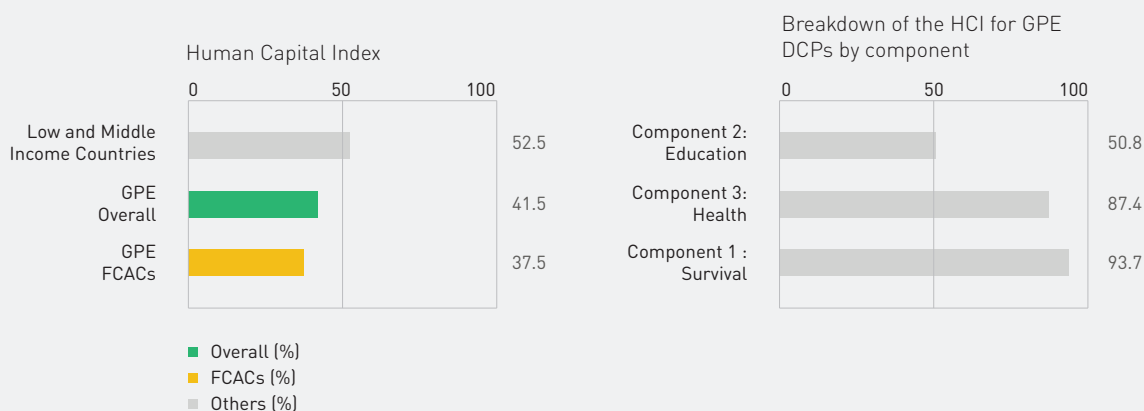 Human Capital Index
0 50 100
Low and Middle
Income Countries 52.5
GPE
Overall 41.5
GPE
FCACs 37.5
Overall (%)
FCACs (%)
Others (%)
Breakdown of the HCI for GPE
DCPs by component
0 50 100
Component 2:
Education 50.8
Component 3:
Health 87.4
Component 1 :
Survival 93.7